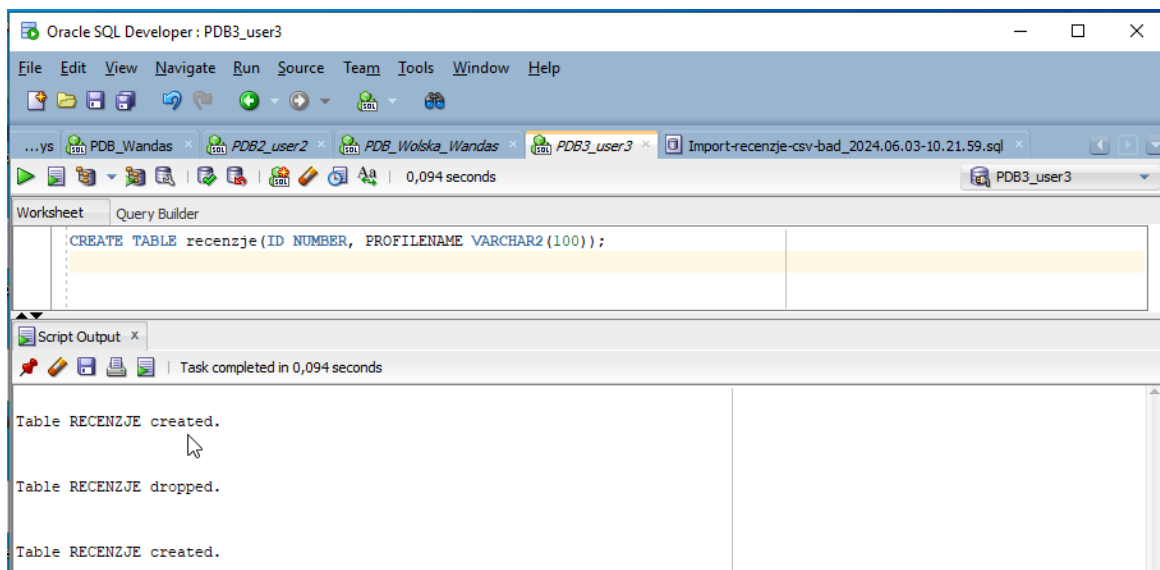 Oracle SQL Developer : PDB3_user3
File Edit View Navigate Run Source Team Tools Window Help
...ys PDB_Wandas PDB2_user2 PDB_Wolska_Wandas PDB3_user3 Import-recenzje-csv-bad_2024.06.03-10.21.59.sql
0,094 seconds PDB3_user3
Worksheet Query Builder
CREATE TABLE recenzje(ID NUMBER, PROFILENAME VARCHAR2(100));
Script Output x
Task completed in 0,094 seconds
Table RECENZJE created.
Table RECENZJE dropped.
Table RECENZJE created.